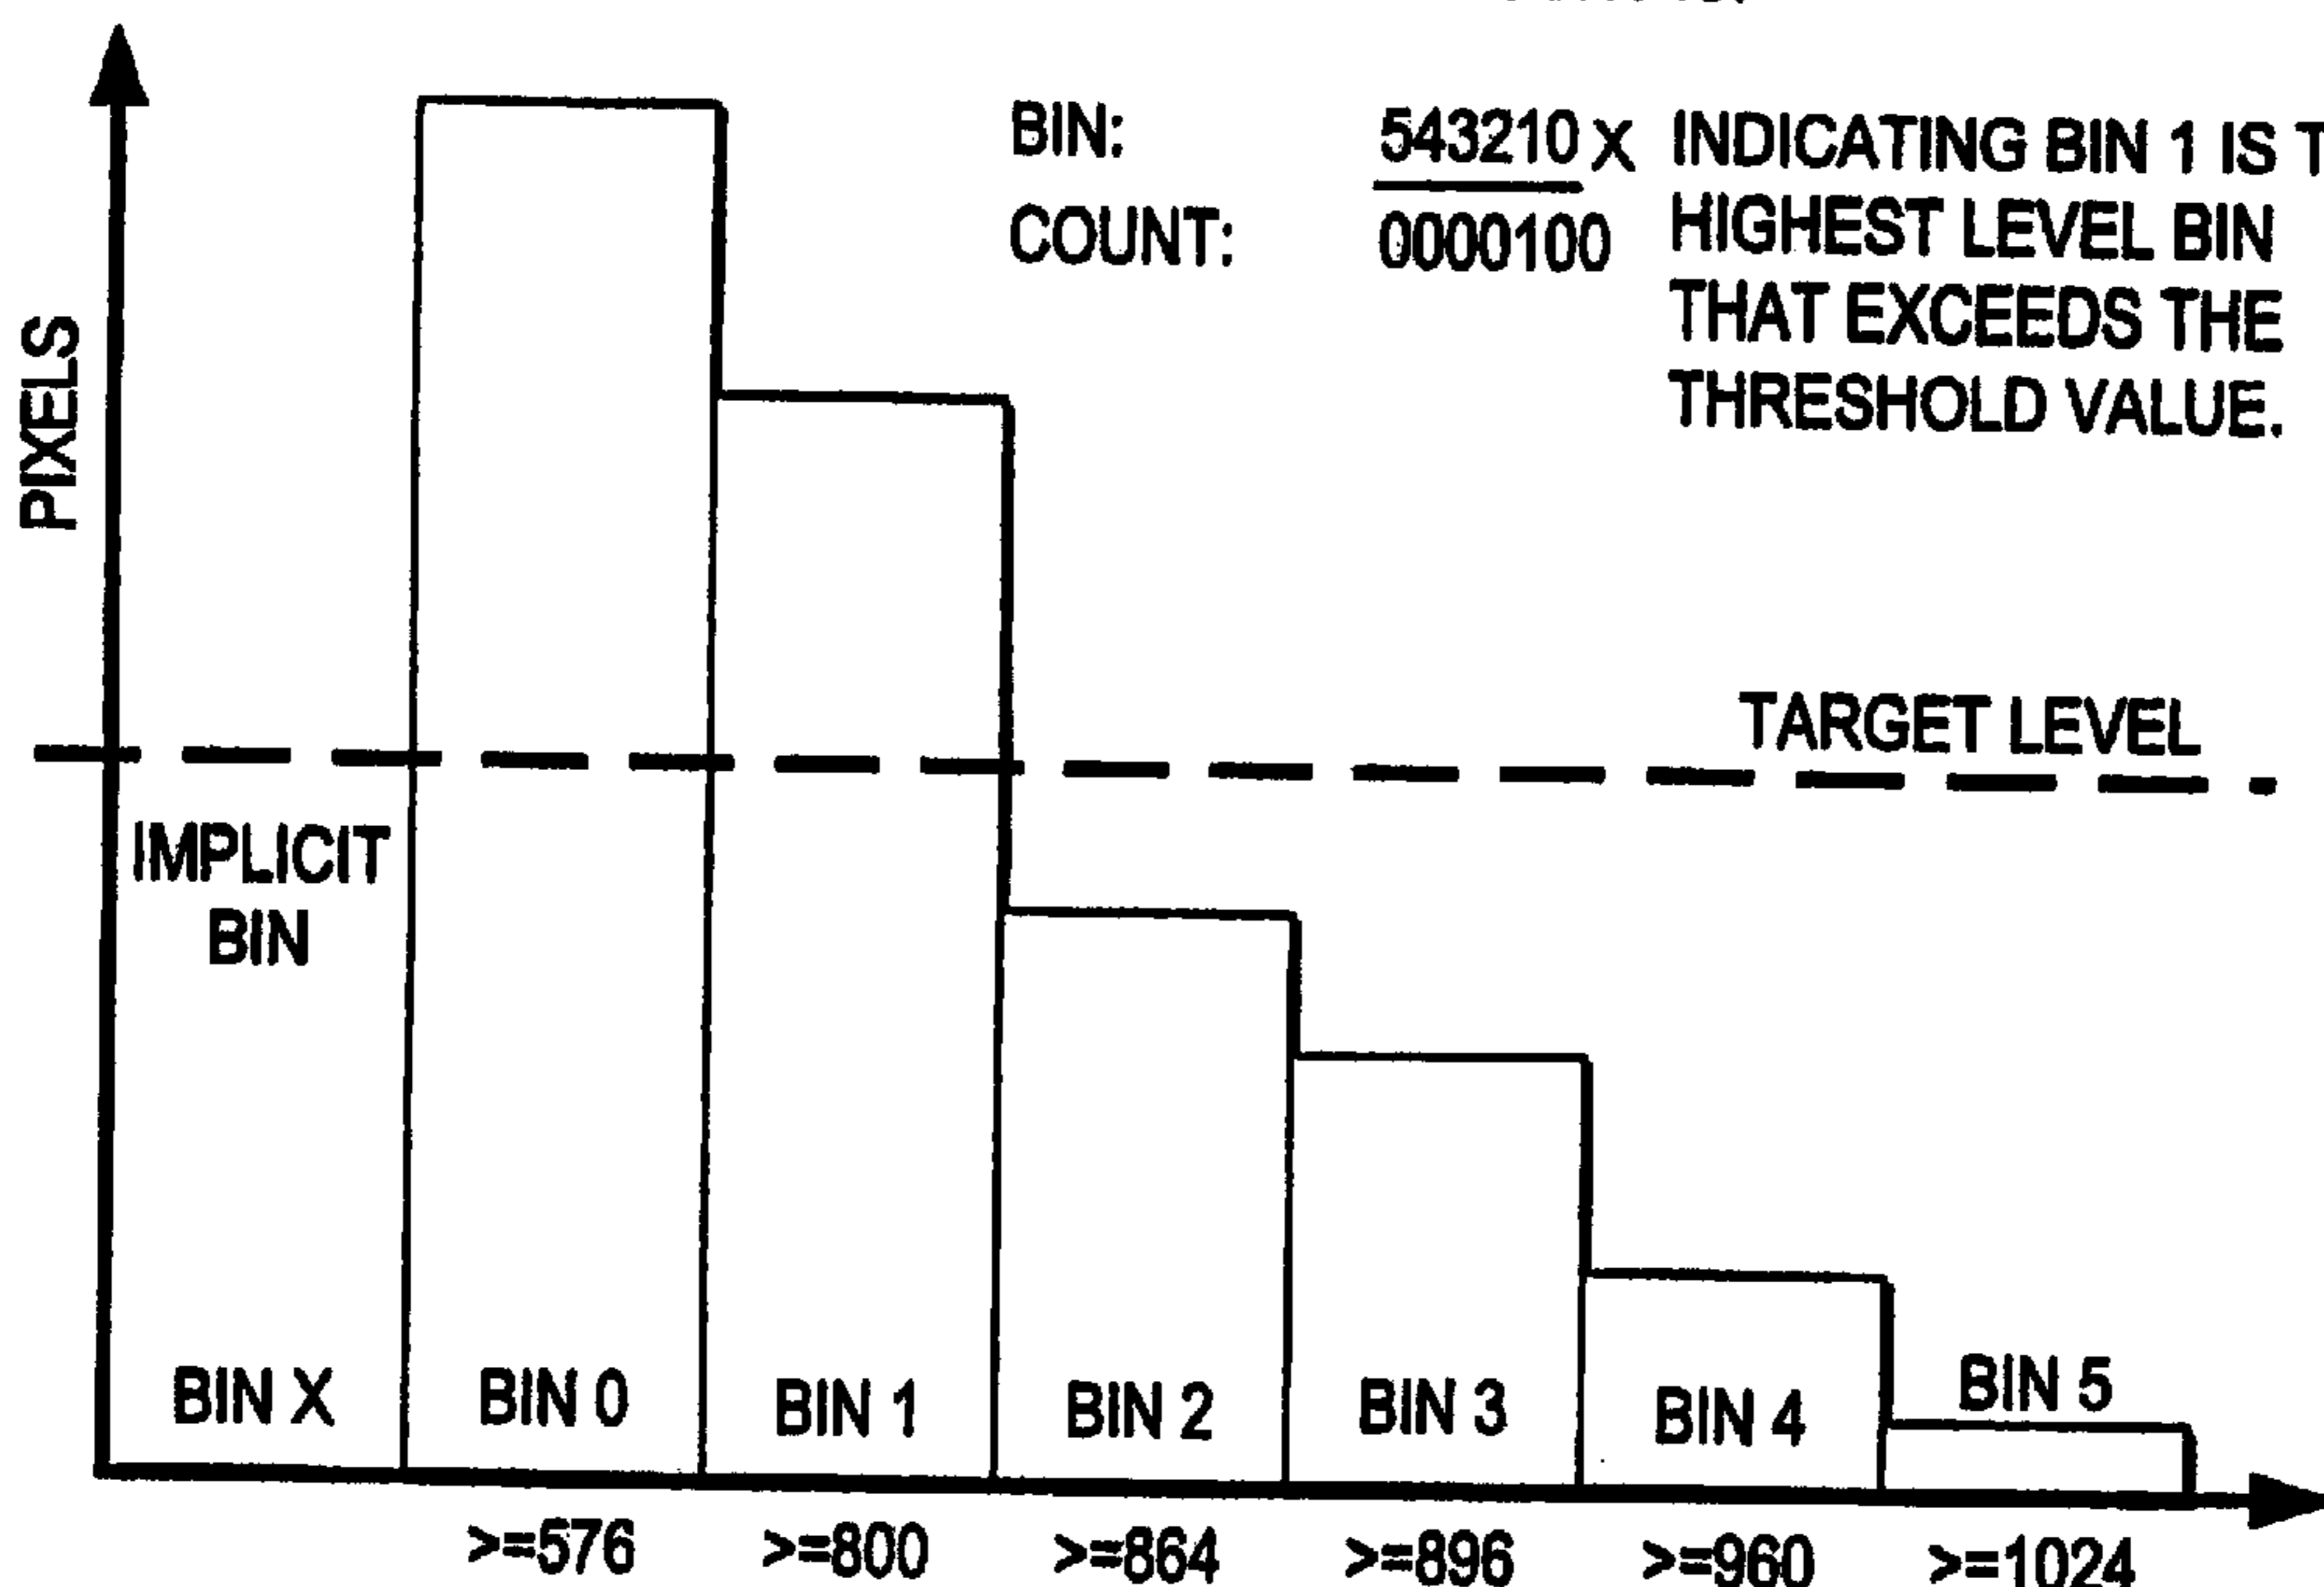 BIN: 543210 X INDICATING BIN 1 IS T
COUNT: 0000100 HIGHEST LEVEL BIN
THAT EXCEEDS THE
THRESHOLD VALUE.
PIXELS
TARGET LEVEL
IMPLICIT
BIN
BIN X BIN 0 BIN 1 BIN 2 BIN 3 BIN 4 BIN 5
>=576 >=800 >=864 >=896 >=960 >=1024